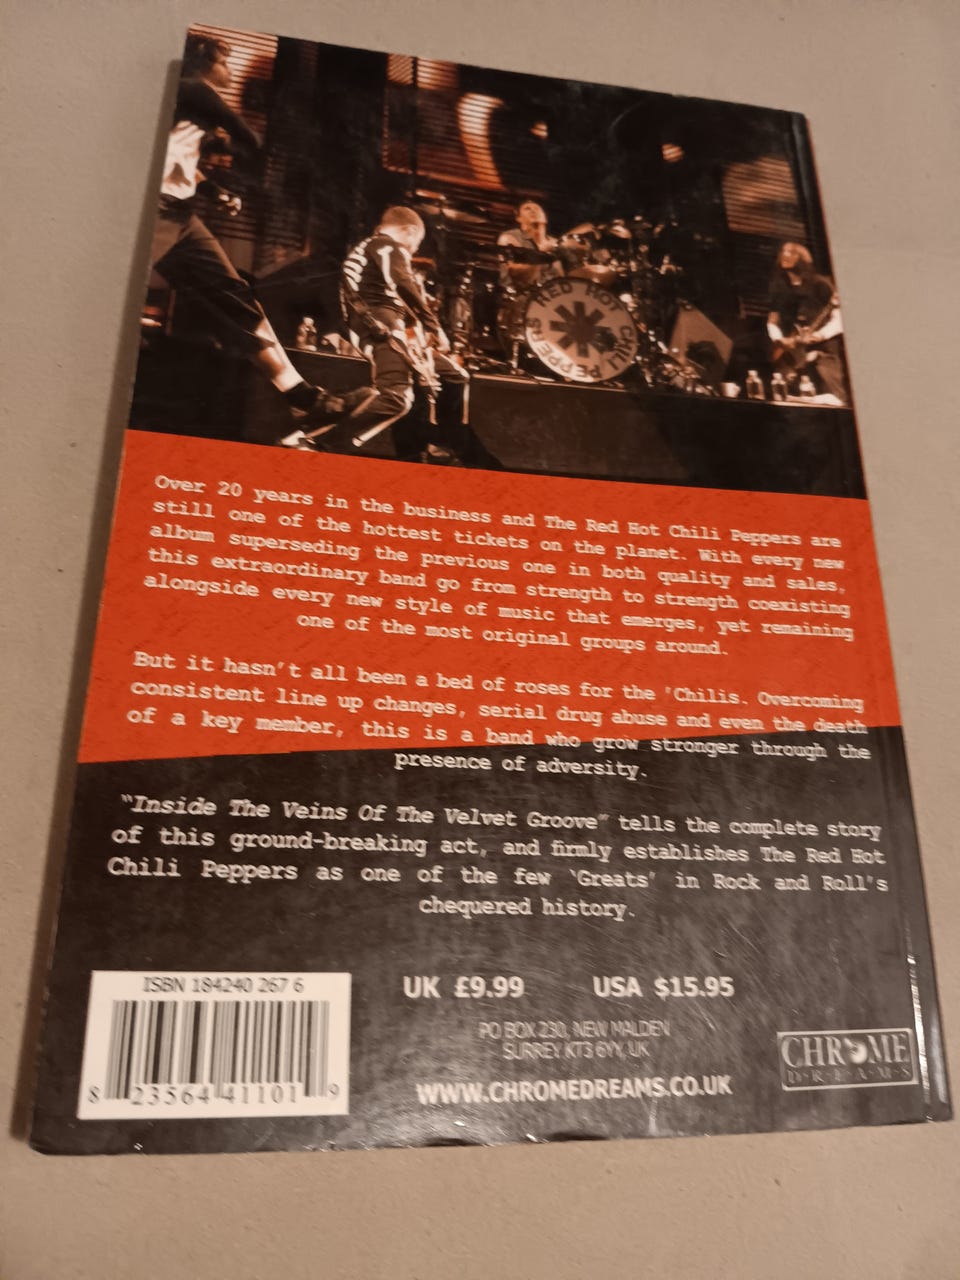 RED HOT CHILI PEPPERS
Over 20 years in the business and The Red Hot Chili Peppers are
still one of the hottest tickets on the planet. With every new
album superseding the previous one in both quality and sales,
this extraordinary band go from strength to strength coexisting
alongside every new style of music that emerges, yet remaining
one of the most original groups around.
But it hasn't all been a bed of roses for the 'Chilis. Overcoming
consistent line up changes, serial drug abuse and even the death
of a key member, this is a band who grow stronger through the
presence of adversity.
"Inside The Veins Of The Velvet Groove" tells the complete story
of this ground-breaking act, and firmly establishes The Red Hot
Chili Peppers as one of the few 'Greats' in Rock and Roll's
chequered history.
ISBN 184240 267 6
8 23564 41101 9
UK £9.99 USA $15.95
PO BOX 230, NEW MALDEN
SURREY KT3 6YY, UK
WWW.CHROMEDREAMS.CO.UK
CHROME
D·R·E·A·M·S